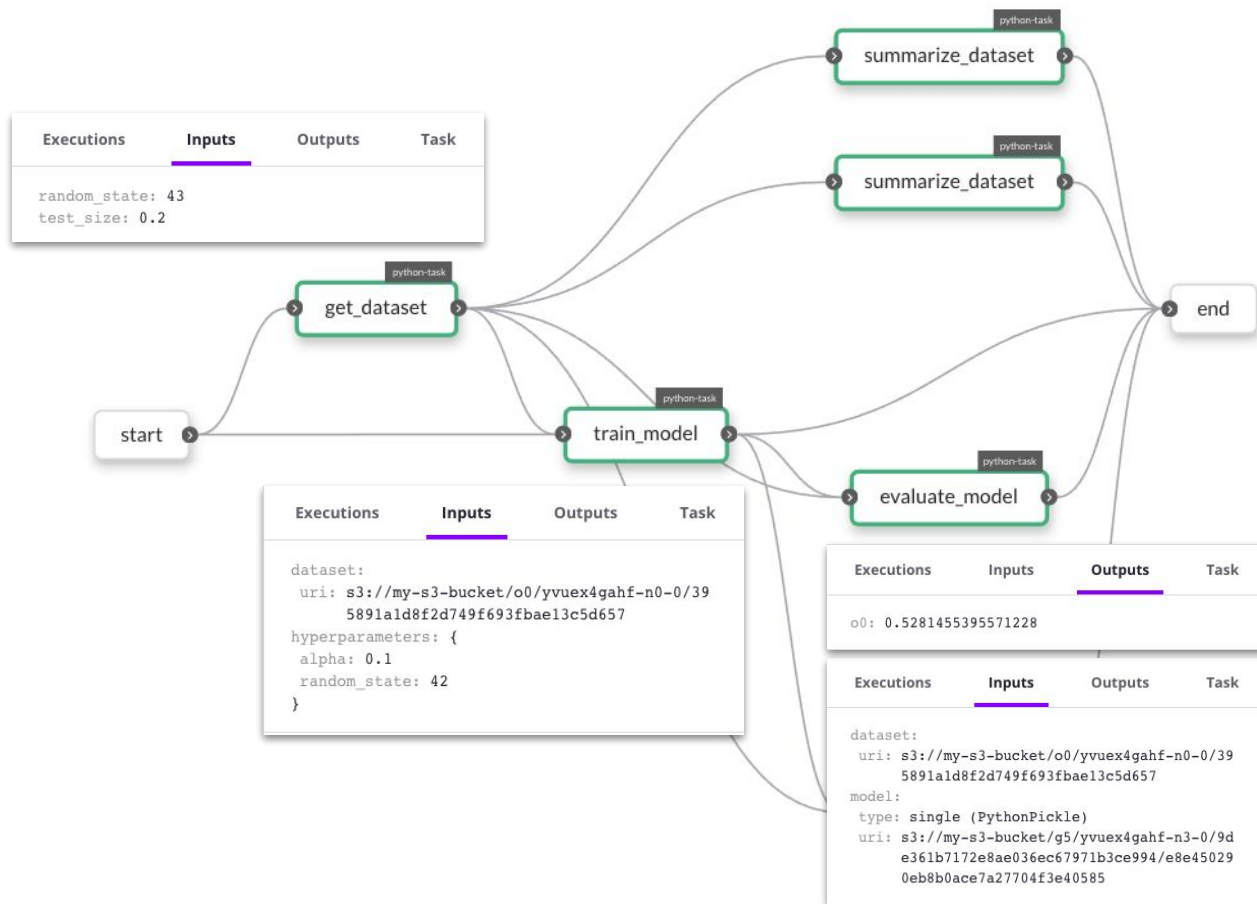 python-task
summarize_dataset
Executions Inputs Outputs Task
random_state: 43
test_size: 0.2
python-task
summarize_dataset
python-task
get_dataset
end
python-task
start
train_model
python-task
evaluate_model
Executions Inputs Outputs Task
dataset:
uri: s3://my-s3-bucket/o0/yvuex4gahf-n0-0/39
5891a1d8f2d749f693fbae13c5d657
hyperparameters: {
alpha: 0.1
random_state: 42
}
Executions Inputs Outputs Task
o0: 0.5281455395571228
Executions Inputs Outputs Task
dataset:
uri: s3://my-s3-bucket/o0/yvuex4gahf-n0-0/39
5891a1d8f2d749f693fbae13c5d657
model:
type: single (PythonPickle)
uri: s3://my-s3-bucket/g5/yvuex4gahf-n3-0/9d
e361b7172e8ae036ec67971b3ce994/e8e45029
0eb8b0ace7a27704f3e40585